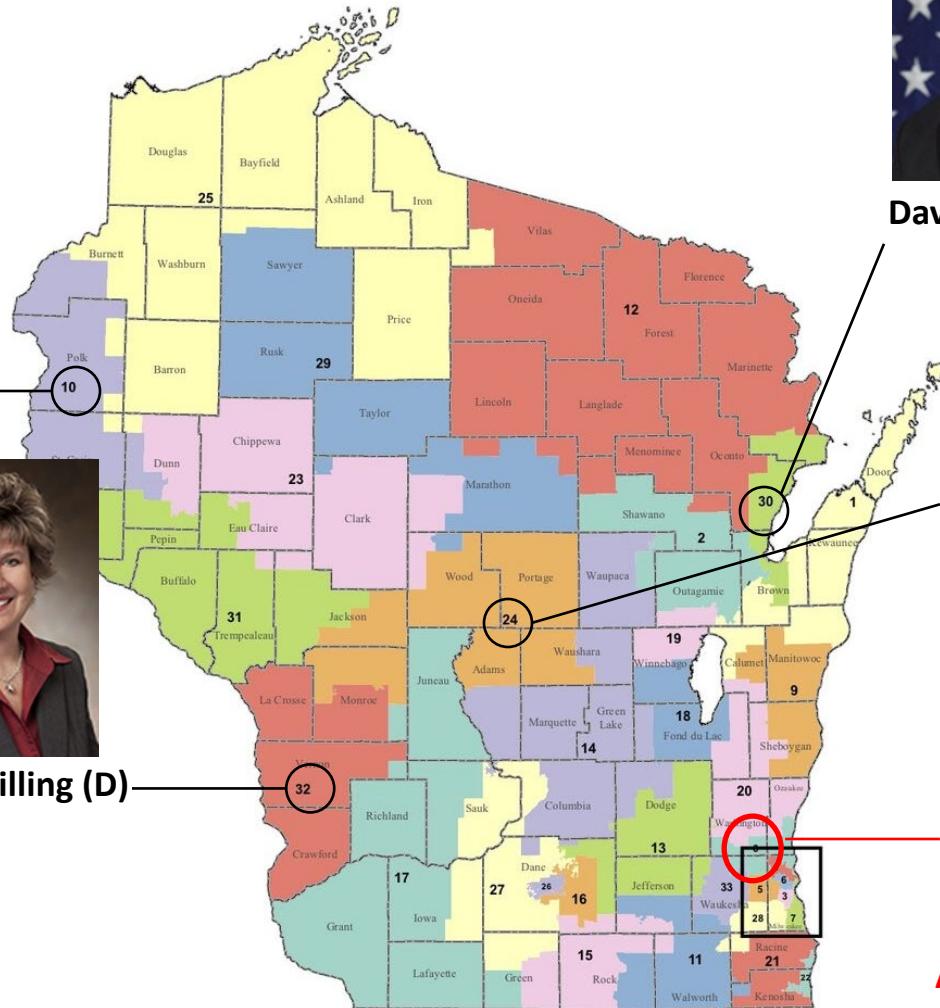 Douglas
Bayfield
25
Ashland
Iron
Vilas
Dav
Burnett
Washburn
Sawyer
Florence
Oneida
12
Forest
Price
Polk
10
Barron
Rusk
29
Marinette
Lincoln
Langlade
Taylor
Chippewa
Dunn
23
Menominee
Oconto
Marathon
Door
1
30
Clark
Shawano
Eau Claire
Pepin
2
Kewaunee
Buffalo
Wood
Portage
Waupaca
Outagamie
Brown
31
Trempealeau
Jackson
24
19
Waushara
Winnebago
Calumet
Manitowoc
Adams
Juneau
9
La Crosse
Monroe
Marquette
Green
Lake
18
Fond du Lac
14
Sheboygan
Vernon
illing (D)
32
20
Ozaukee
Sauk
Columbia
Dodge
Richland
Washington
13
8
Crawford
Dane
17
27
26
16
Jefferson
33
Waukesha
5
6
3
Iowa
Grant
28
7
Milwaukee
15
11
Racine
21
Lafayette
Green
Rock
22
Walworth
Kenosha